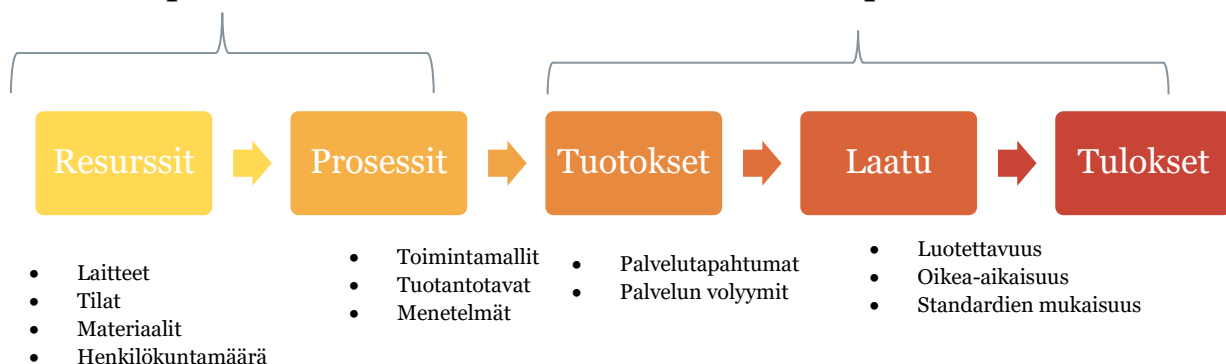 Resurssit
Prosessit
Tuotokset
Laatu
Tulokset
• Laitteet
• Tilat
• Materiaalit
• Henkilökuntamäärä
• Toimintamallit
• Tuotantotavat
• Menetelmät
• Palvelutapahtumat
• Palvelun volyymit
• Luotettavuus
• Oikea-aikaisuus
• Standardien mukaisuus